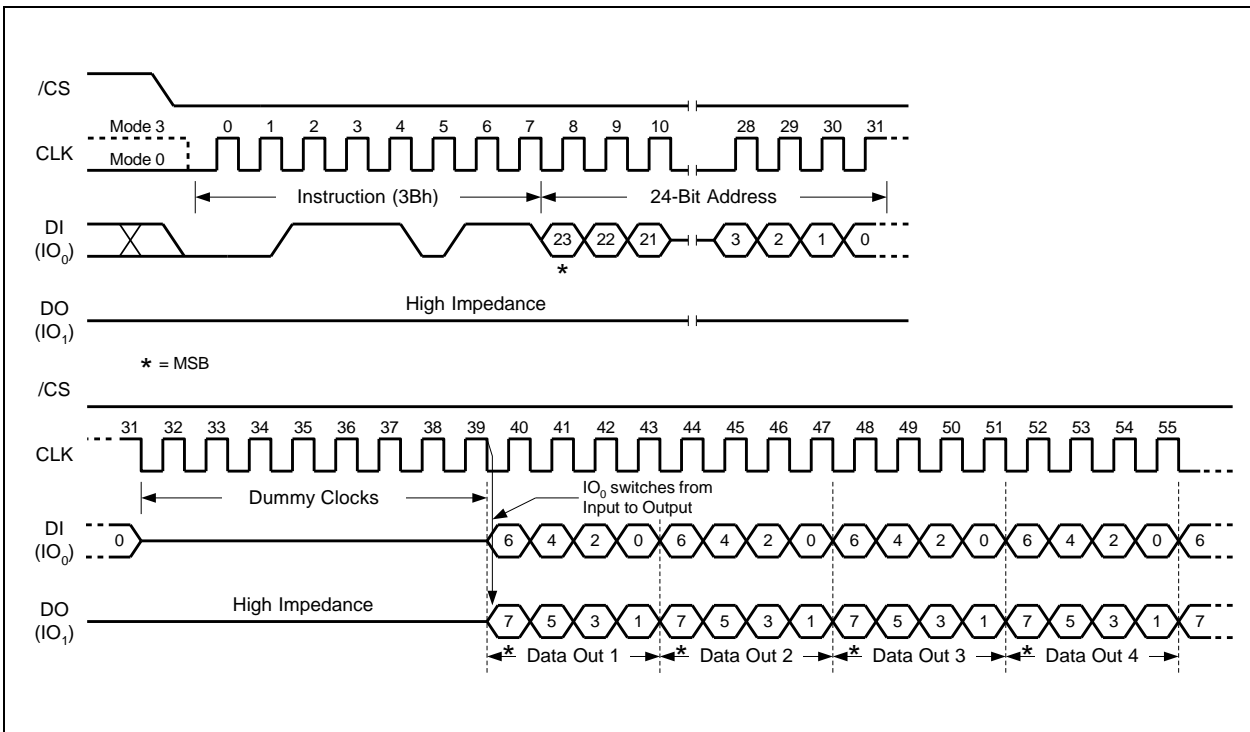 /CS
Mode 3 0 1 2 3 4 5 6 7 8 9 10 28 29 30 31
CLK
Mode 0
Instruction (3Bh) 24-Bit Address
DI
(IO0)
23 22 21 3 2 1 0
*
High Impedance
DO
(IO1)
* = MSB
/CS
31 32 33 34 35 36 37 38 39 40 41 42 43 44 45 46 47 48 49 50 51 52 53 54 55
CLK
Dummy Clocks
IO0 switches from
Input to Output
DI
(IO0)
0 6 4 2 0 6 4 2 0 6 4 2 0 6 4 2 0 6
High Impedance
DO
(IO1)
7 5 3 1 7 5 3 1 7 5 3 1 7 5 3 1 7
* Data Out 1 * Data Out 2 * Data Out 3 * Data Out 4